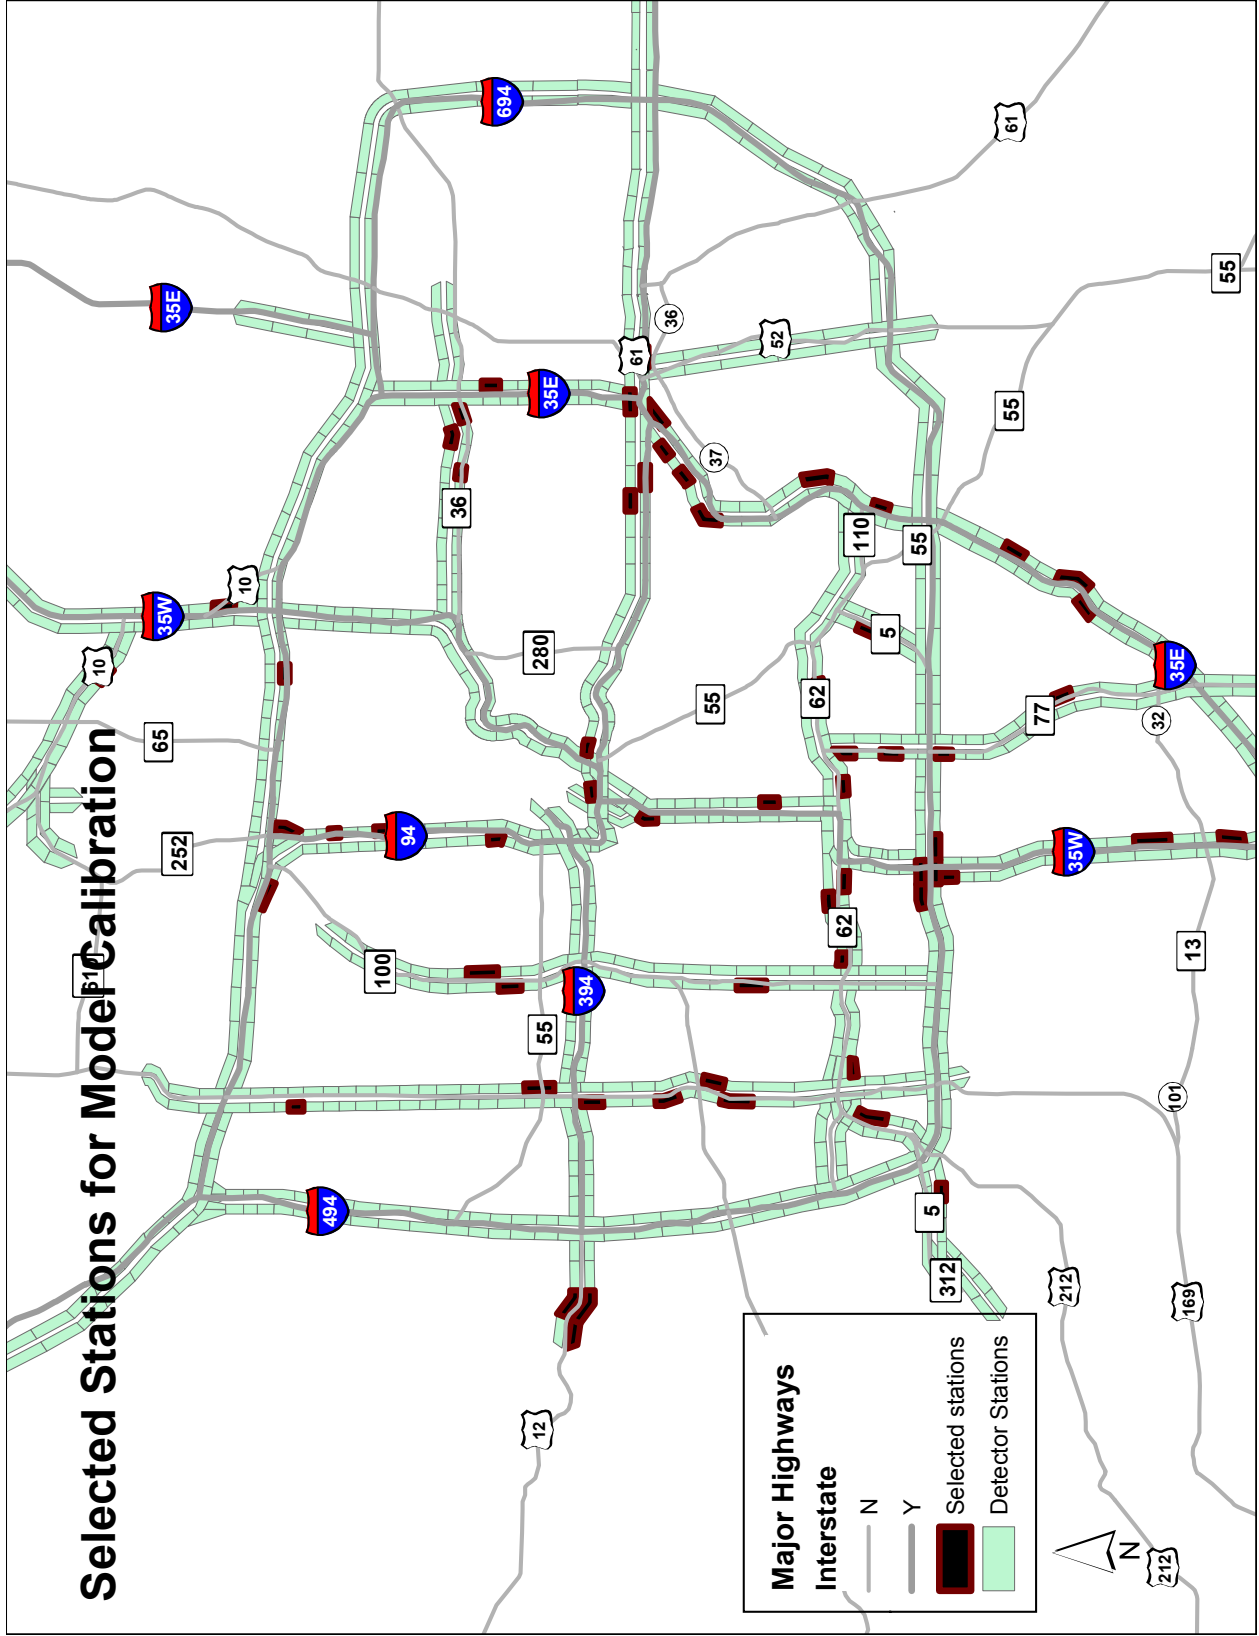 Selected Stations for Model Calibration
610
10
65
35W
35E
252
10
494
100
94
36
694
12
280
55
35E
394
61
36
55
37
52
62
62
110
5
55
5
312
55
61
77
212
35W
32
212
101
35E
169
13
55
Major Highways
Interstate
N
Y
Selected stations
Detector Stations
N